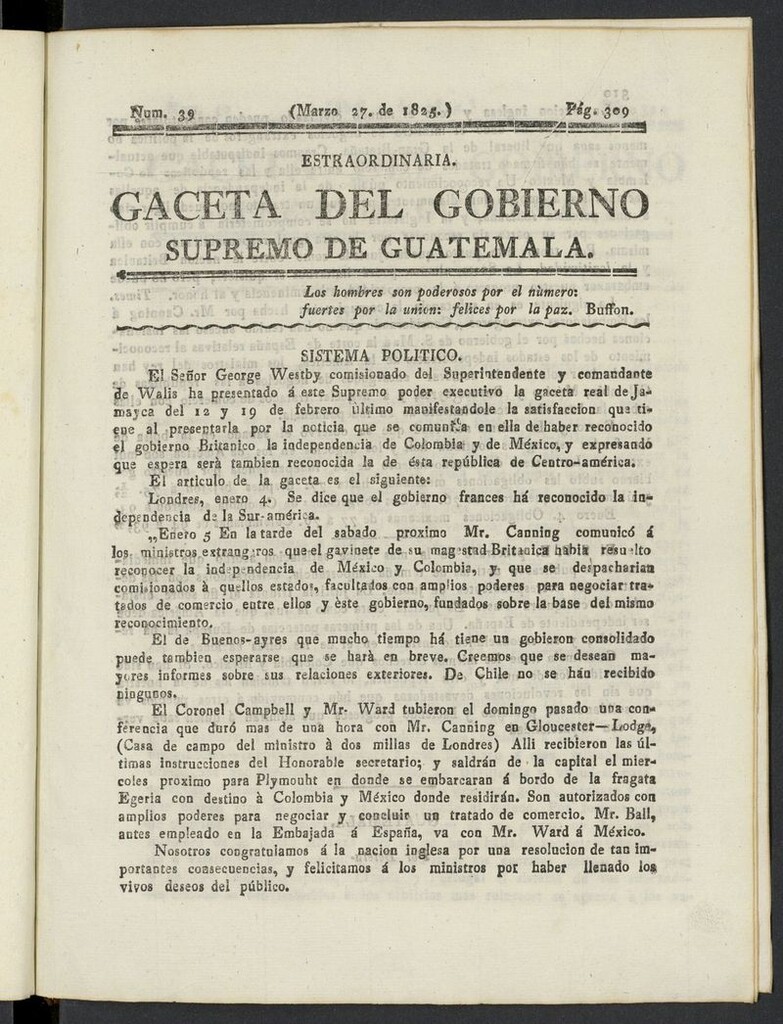 Num. 39 (Marzo 27. de 1825.) Pág. 309
ESTRAORDINARIA.
GACETA DEL GOBIERNO
SUPREMO DE GUATEMALA.
Los hombres son poderosos por el nùmero:
fuertes por la union: felices por la paz. Buffon.
SISTEMA POLITICO.
El Señor George Westby comisionado del Superintendente y comandante
de Walis ha presentado á este Supremo poder executivo la gaceta real de Ja-
mayca del 12 y 19 de febrero último manifestandole la satisfaccion que ti-
ene al presentarla por la noticia que se comunica en ella de haber reconocido
el gobierno Britanico la independencia de Colombia y de México, y expresando
que espera serà tambien reconocida la de ésta república de Centro-américa.
El articulo de la gaceta es el siguiente:
Londres, enero 4. Se dice que el gobierno frances há reconocido la in-
dependencia de la Sur-américa.
„Enero 5 En la tarde del sabado proximo Mr. Canning comunicó á
los ministros extrangeros que el gavinete de su magestad Britanica habia resuelto
reconocer la independencia de México y Colombia, y que se despacharian
comisionados à quellos estados, facultados con amplios poderes para negociar tra-
tados de comercio entre ellos y èste gobierno, fundados sobre la base del mismo
reconocimiento.
El de Buenos-ayres que mucho tiempo há tiene un gobieron consolidado
puede tambien esperarse que se hará en breve. Creemos que se desean ma-
yores informes sobre sus relaciones exteriores. De Chile no se hán recibido
ningunos.
El Coronel Campbell y Mr. Ward tubieron el domingo pasado una con-
ferencia que duró mas de una hora con Mr. Canning en Gloucester—Lodge,
(Casa de campo del ministro à dos millas de Londres) Alli recibieron las úl-
timas instrucciones del Honorable secretario; y saldrán de la capital el mier-
coles proximo para Plymouht en donde se embarcaran á bordo de la fragata
Egeria con destino à Colombia y México donde residirán. Son autorizados con
amplios poderes para negociar y concluir un tratado de comercio. Mr. Ball,
antes empleado en la Embajada á España, va con Mr. Ward á México.
Nosotros congratulamos á la nacion inglesa por una resolucion de tan im-
portantes consecuencias, y felicitamos á los ministros por haber llenado los
vivos deseos del público.